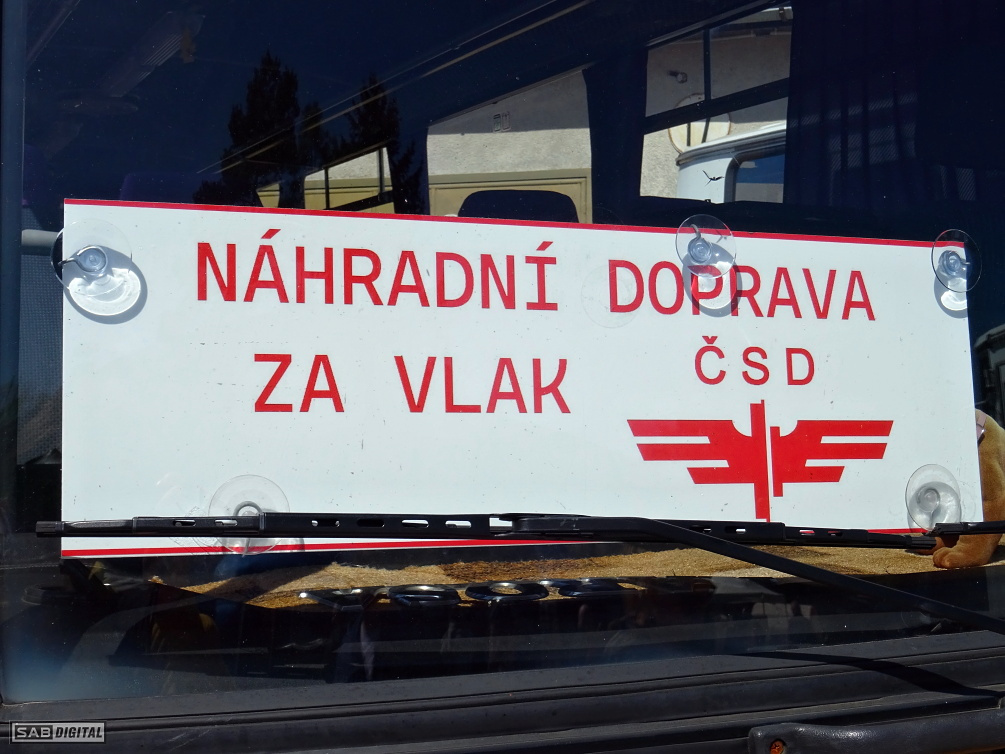 NÁHRADNÍ DOPRAVA
ZA VLAK
ČSD
SAB DIGITAL